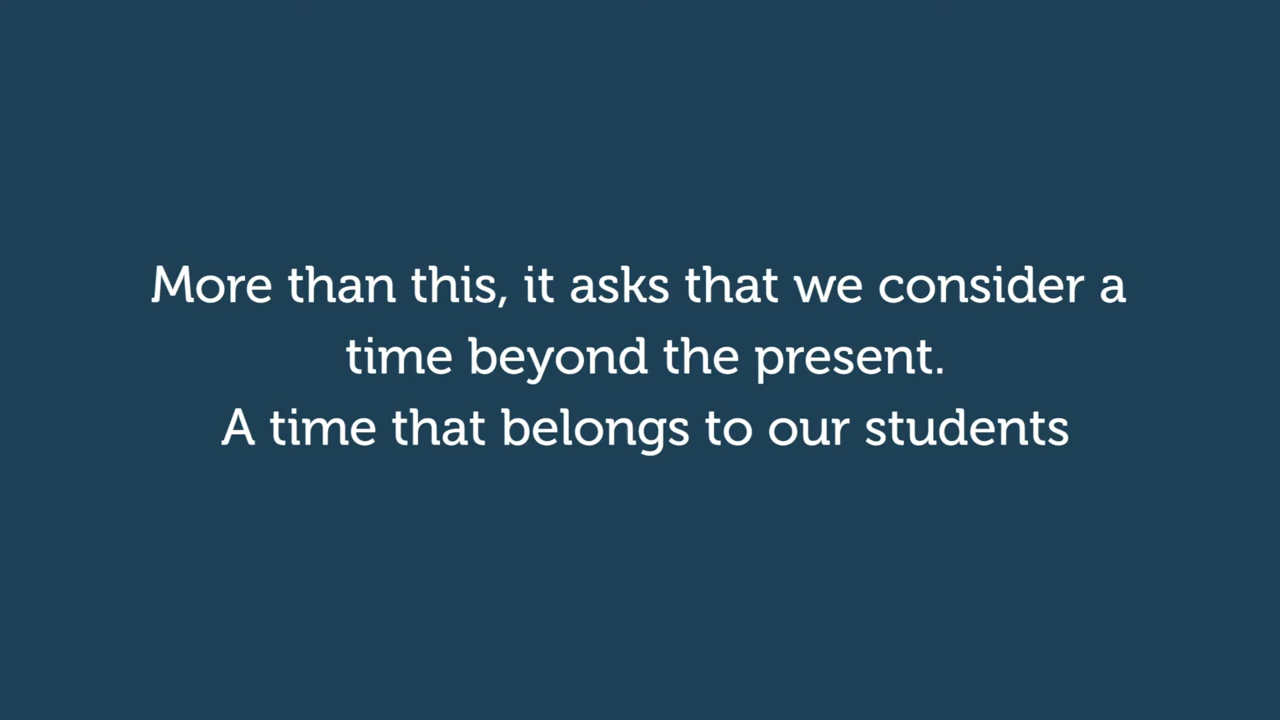 More than this, it asks that we consider a
time beyond the present.
A time that belongs to our students